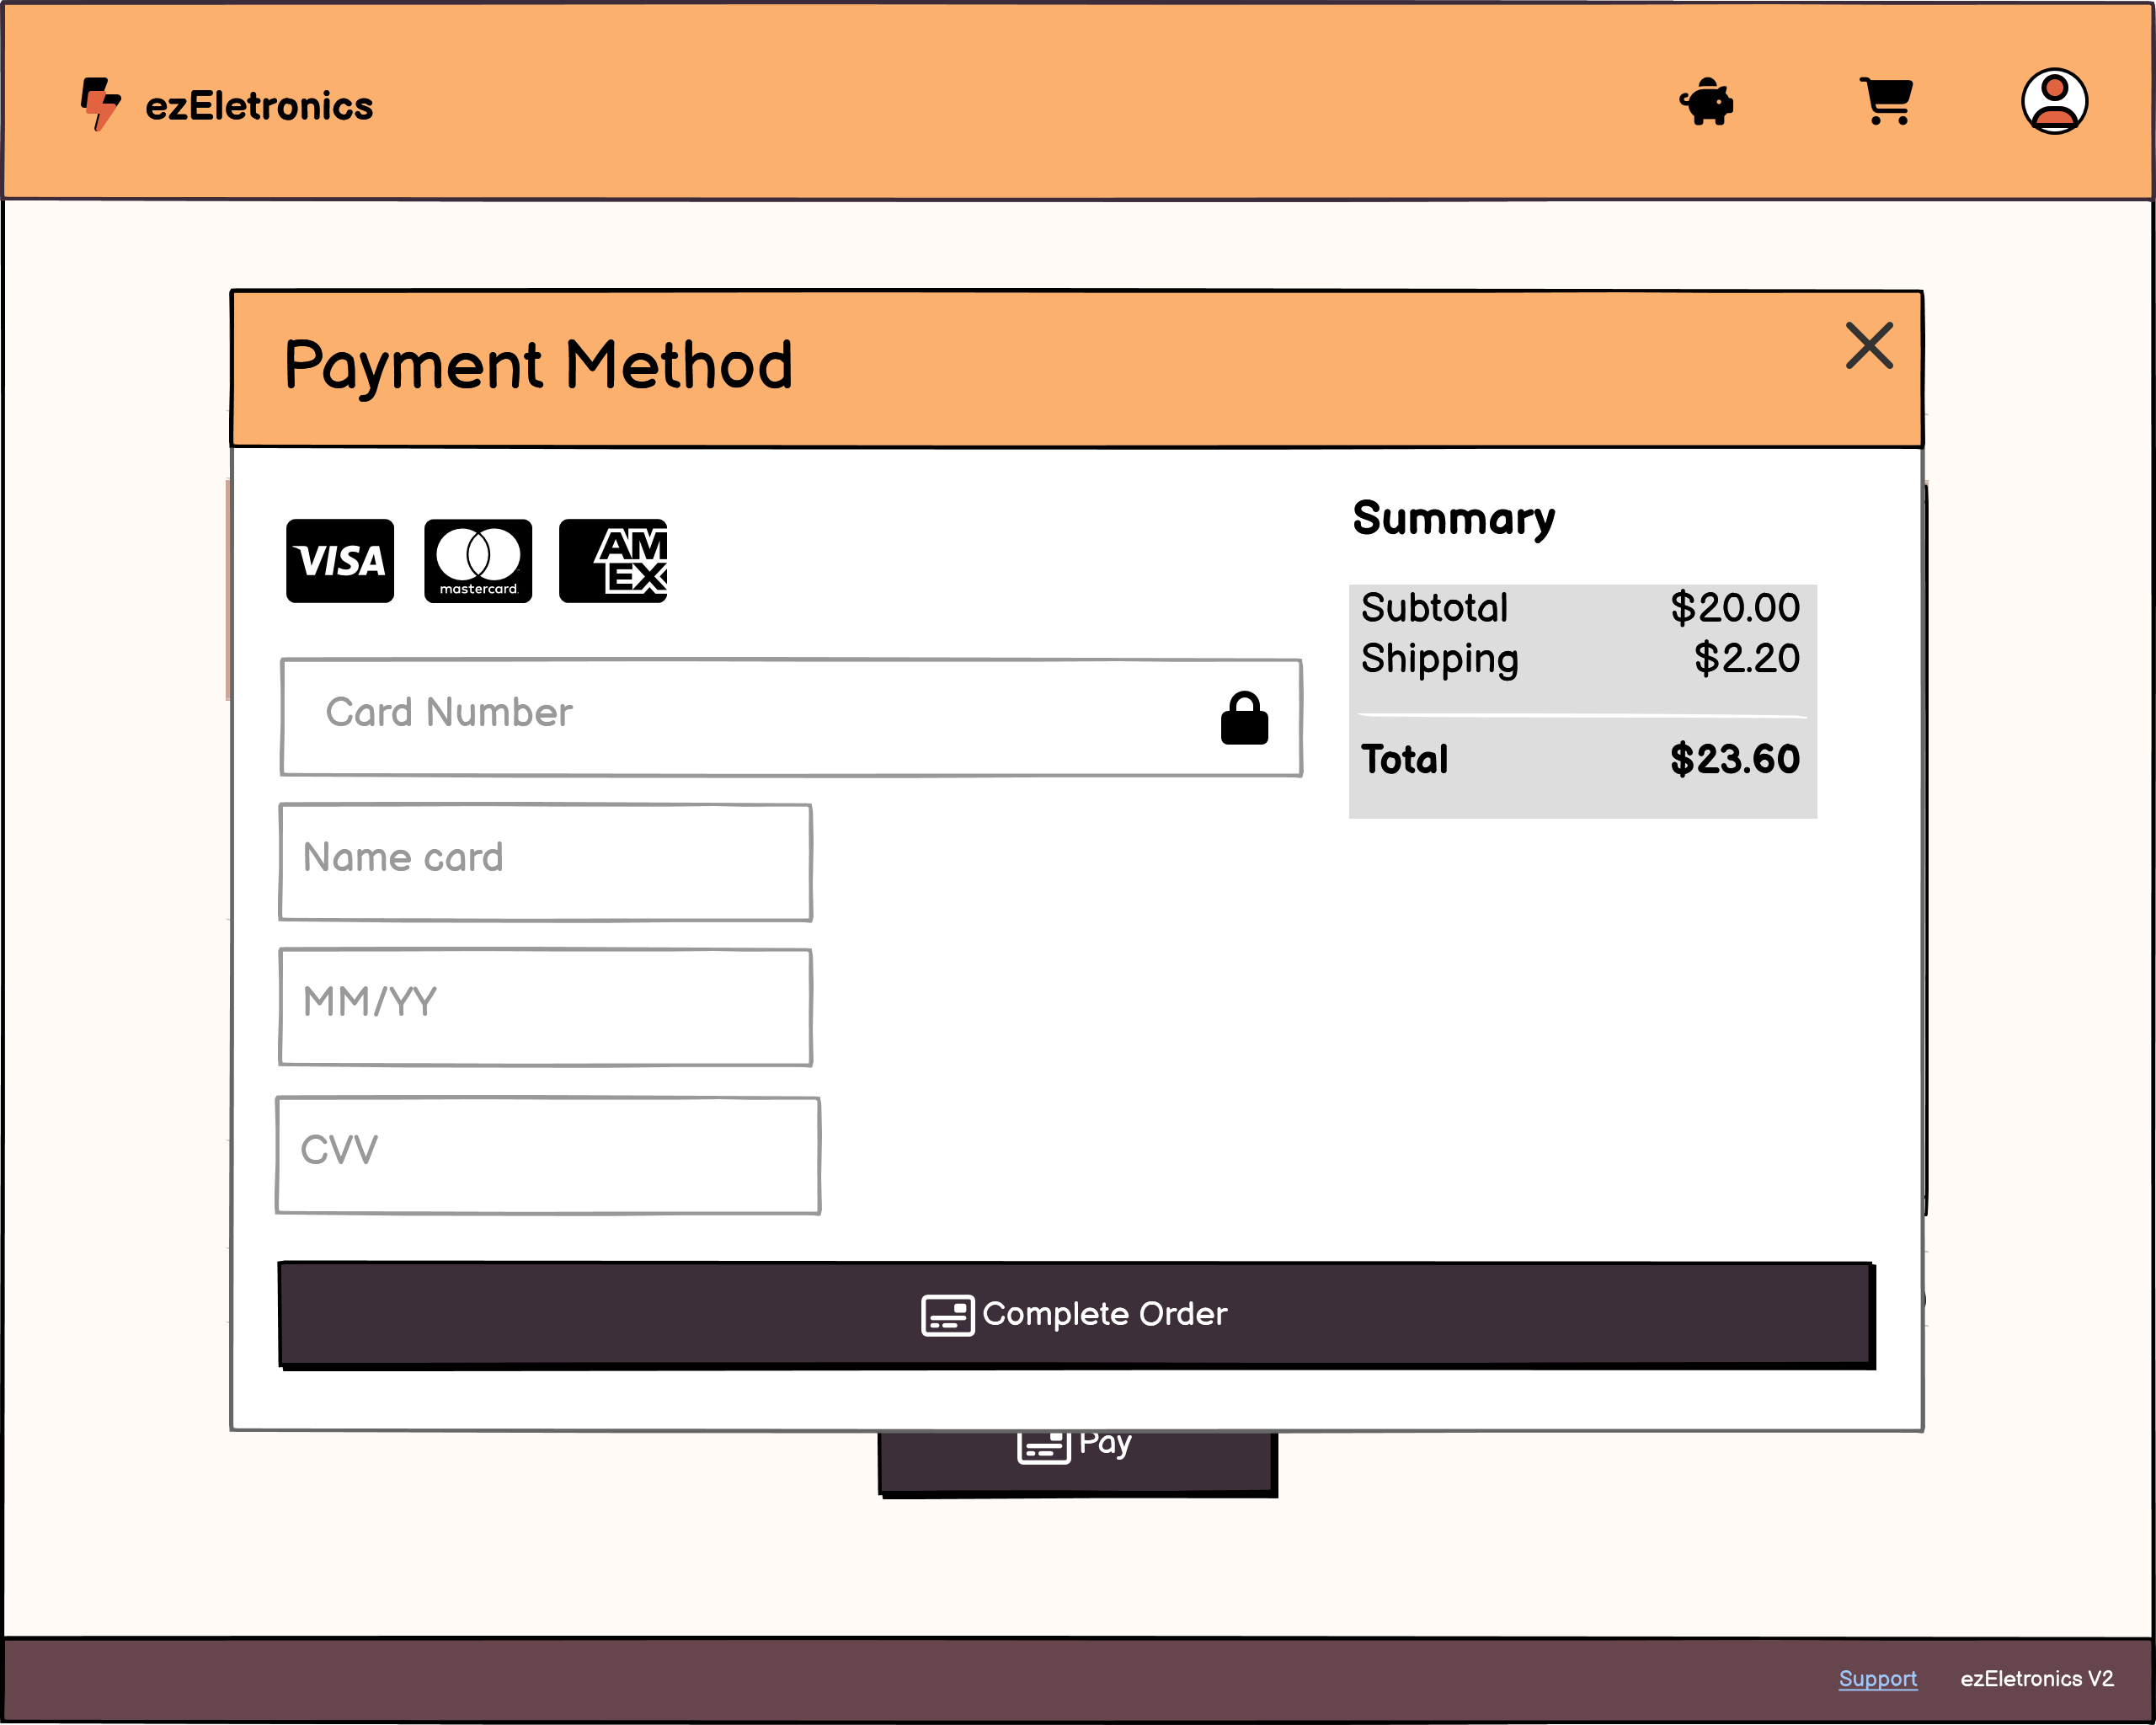 ezEletronics
Payment Method
VISA
mastercard
AM
EX
Card Number
Name card
MM/YY
CVV
Summary
Subtotal $20.00
Shipping $2.20
Total $23.60
Complete Order
Pay
Support
ezEletronics V2